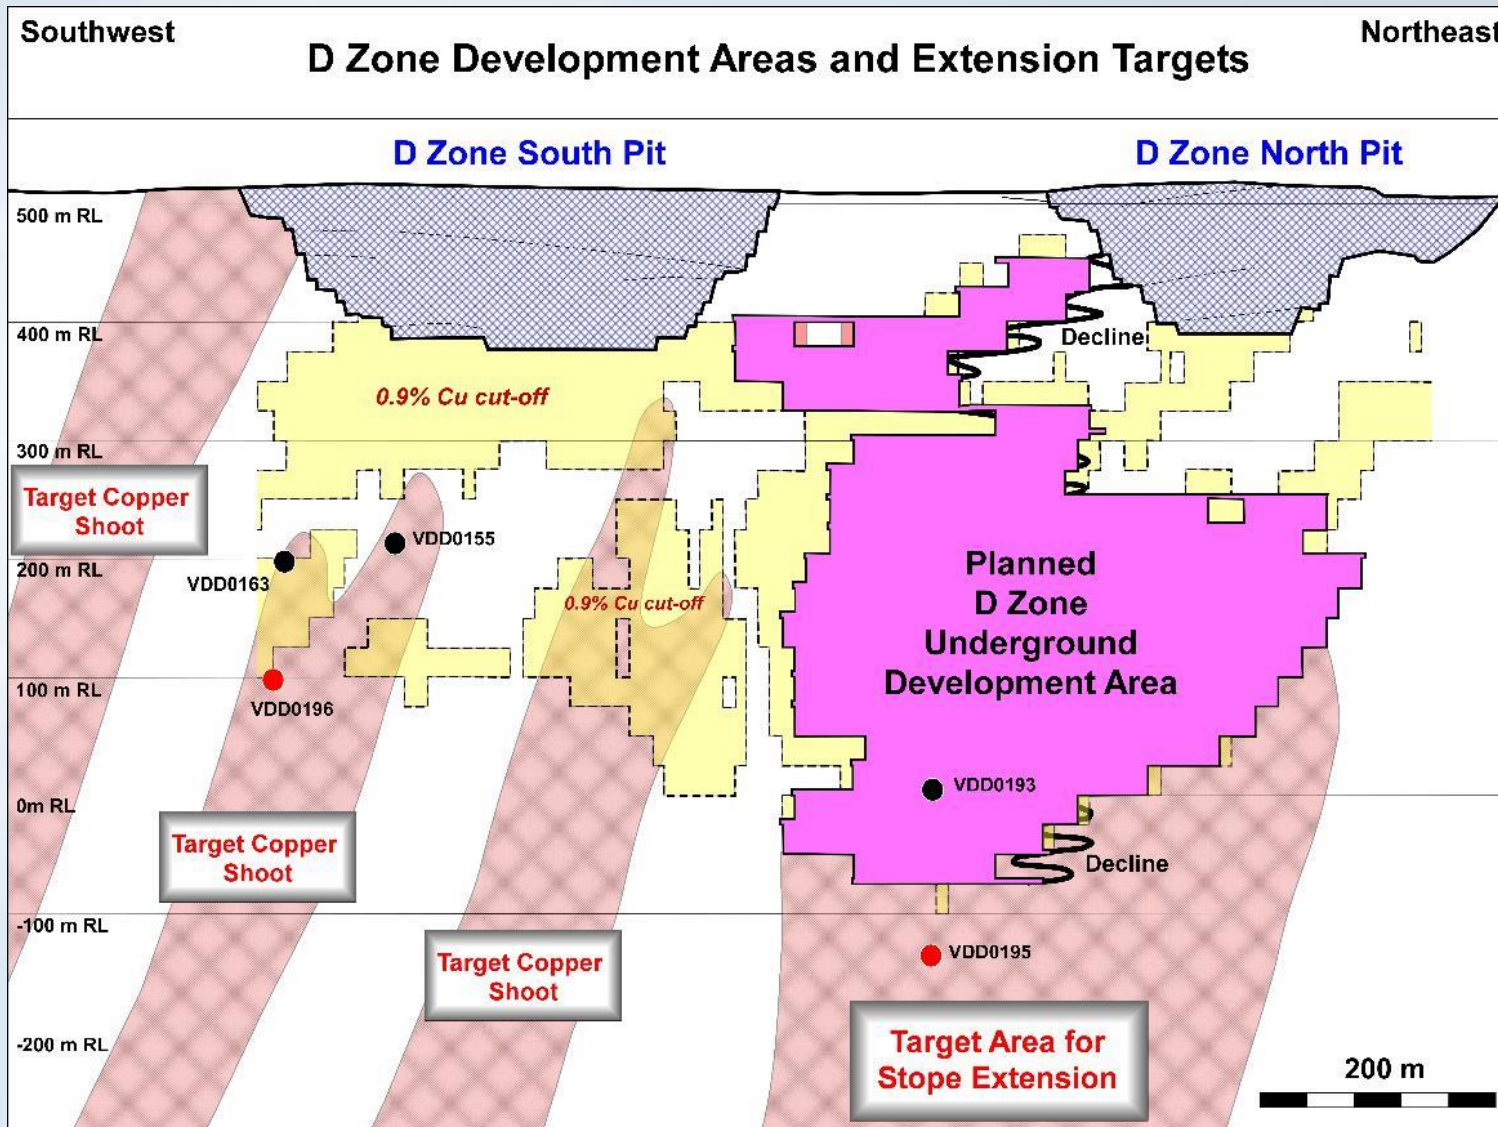 Southwest
Northeast
D Zone Development Areas and Extension Targets
D Zone South Pit
D Zone North Pit
500 m RL
400 m RL
Decline
0.9% Cu cut-off
300 m RL
Target Copper
Shoot
VDD0155
200 m RL
VDD0163
0.9% Cu cut-off
Planned
D Zone
Underground
Development Area
100 m RL
VDD0196
VDD0193
0m RL
Target Copper
Shoot
Decline
-100 m RL
Target Copper
Shoot
VDD0195
-200 m RL
Target Area for
Stope Extension
200 m